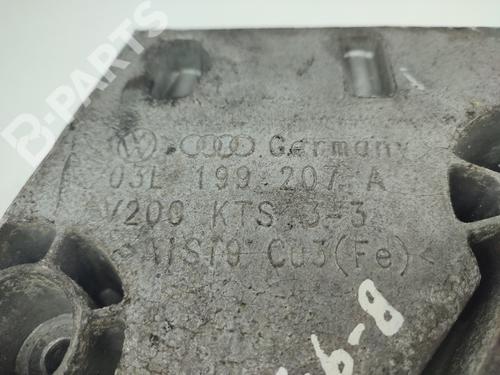 B-PARTS
Germany
03L 199 207 A
V200 KTS 3-3
>AlSi9 Cu3(Fe)<